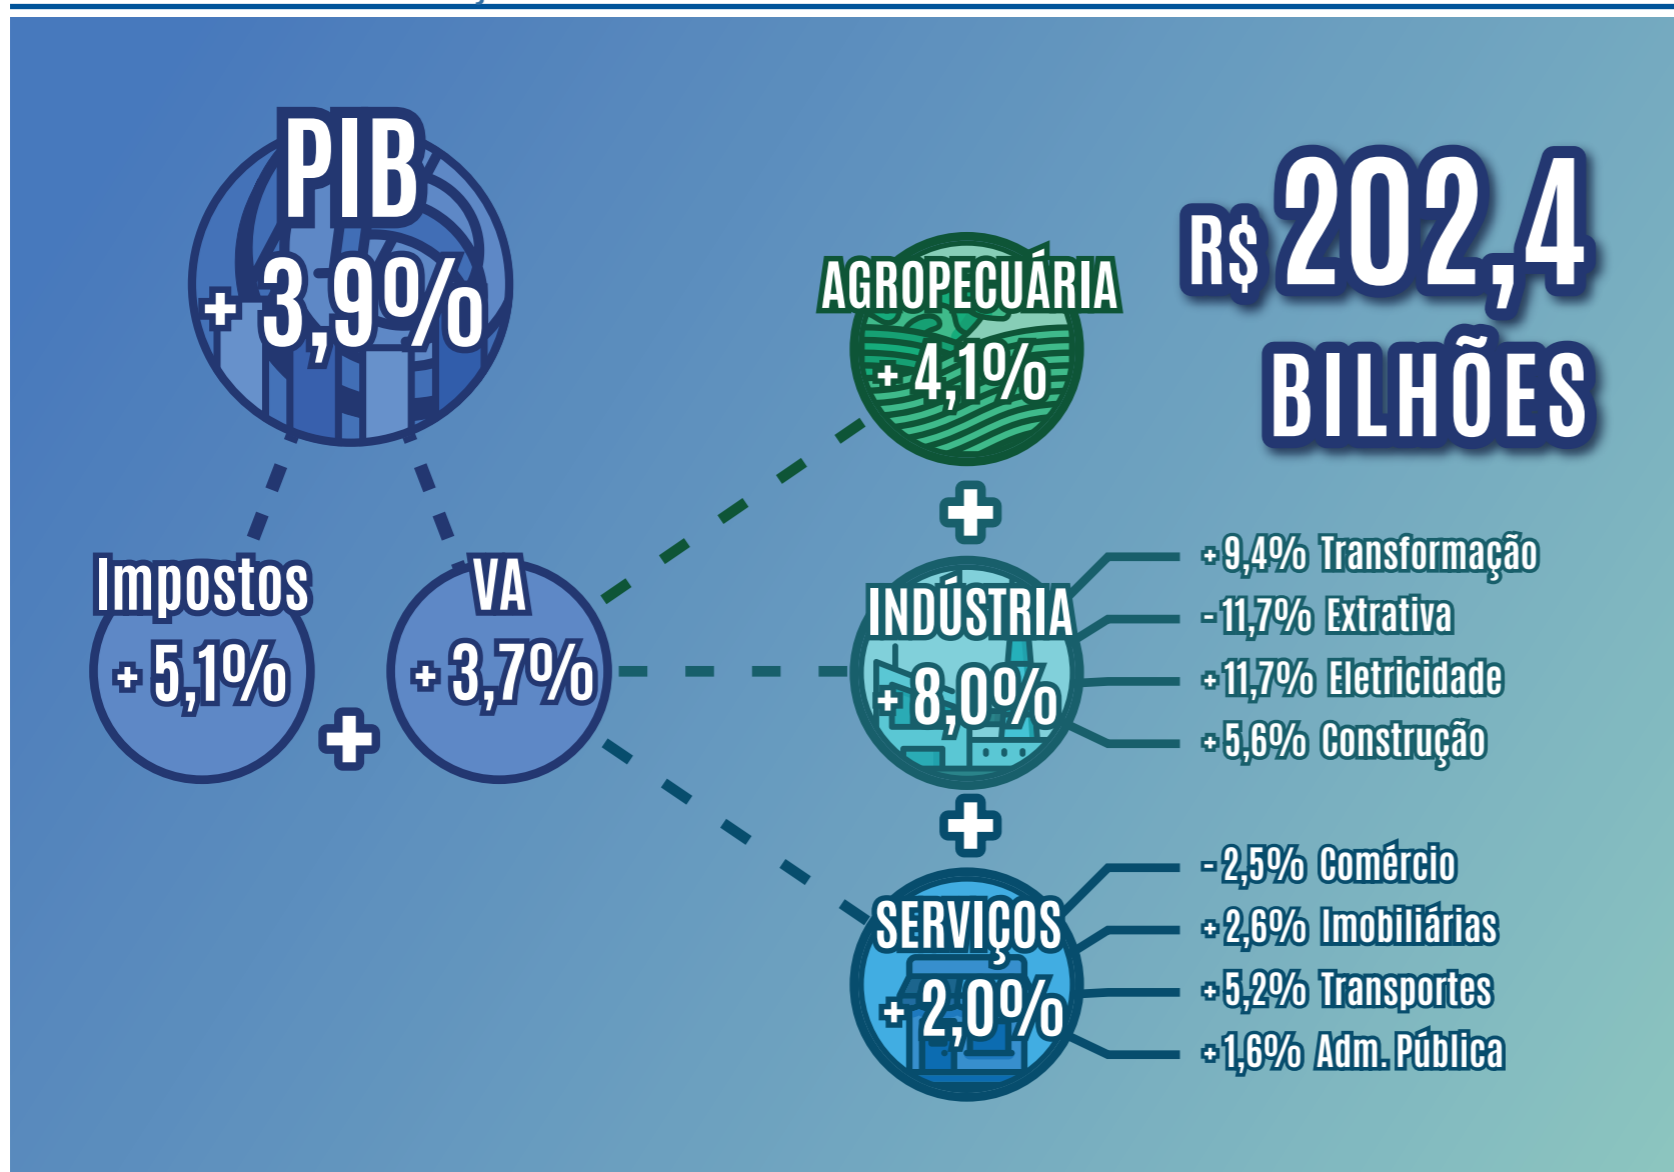 PIB
+ 3,9%
Impostos
+ 5,1%
+
VA
+ 3,7%
AGROPECUÁRIA
+ 4,1%
+
INDÚSTRIA
+ 8,0%
+
SERVIÇOS
+ 2,0%
R$ 202,4
BILHÕES
+ 9,4% Transformação
- 11,7% Extrativa
+ 11,7% Eletricidade
+ 5,6% Construção
- 2,5% Comércio
+ 2,6% Imobiliárias
+ 5,2% Transportes
+ 1,6% Adm. Pública